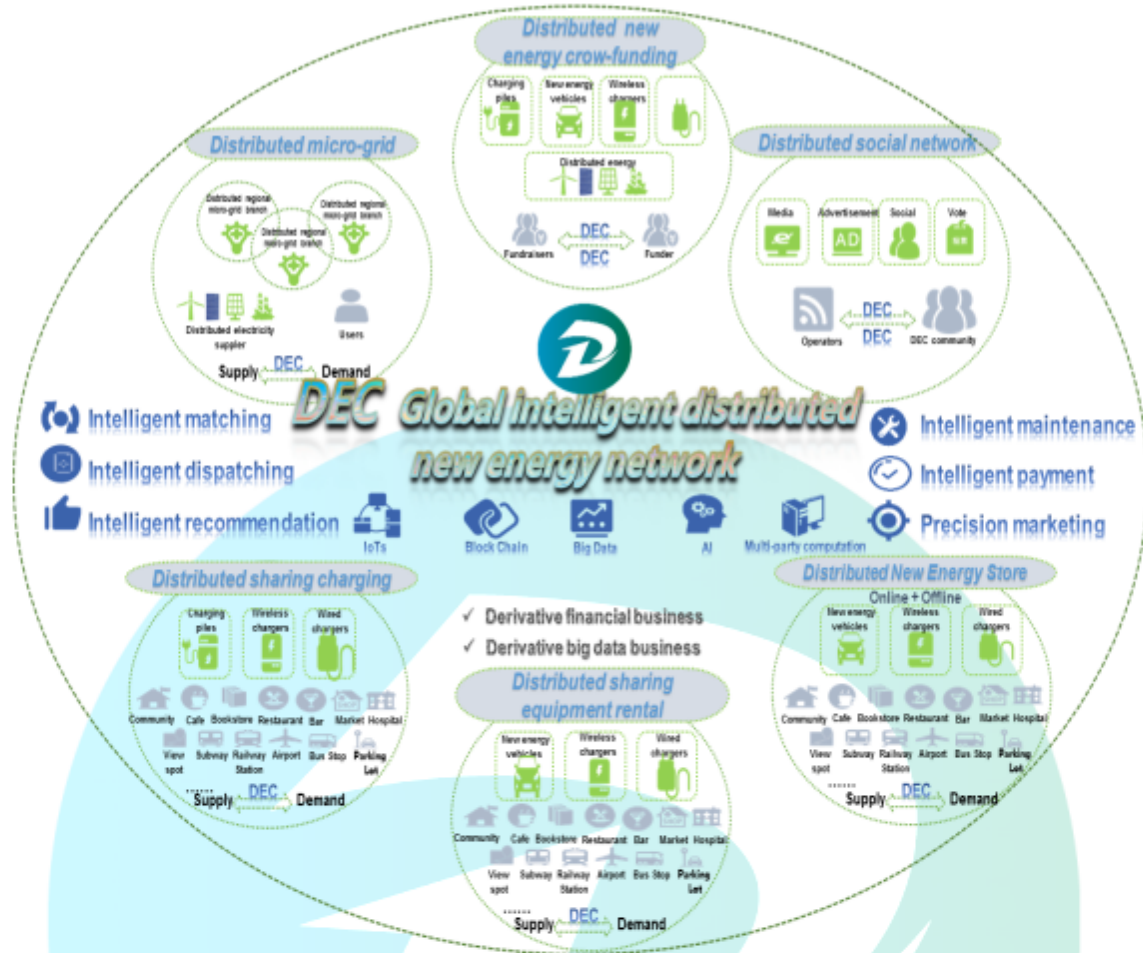 Distributed new
energy crow-funding
Charging
piles
New energy
vehicles
Wireless
chargers
Distributed energy
Fundraisers
DEC
DEC
Funder
Distributed micro-grid
Distributed regional
micro-grid branch
Distributed regional
micro-grid branch
Distributed regional
micro-grid branch
Distributed electricity
suppler
Users
Supply
DEC
Demand
Distributed social network
Media
Advertisement
AD
Social
Vote
Operators
DEC
DEC
DEC community
DEC Global intelligent distributed
new energy network
Intelligent matching
Intelligent dispatching
Intelligent recommendation
Intelligent maintenance
Intelligent payment
Precision marketing
IoTs
Block Chain
Big Data
AI
Multi-party computation
Distributed sharing charging
Charging
piles
Wireless
chargers
Wired
chargers
Community Cafe Bookstore Restaurant Bar Market Hospital
View
spot
Subway
Railway
Station
Airport
Bus Stop
Parking
Lot
......
Supply
DEC
Demand
✓ Derivative financial business
✓ Derivative big data business
Distributed sharing
equipment rental
New energy
vehicles
Wireless
chargers
Wired
chargers
Community Cafe Bookstore Restaurant Bar Market Hospital
View
spot
Subway
Railway
Station
Airport
Bus Stop
Parking
Lot
......
Supply
DEC
Demand
Distributed New Energy Store
Online + Offline
New energy
vehicles
Wireless
chargers
Wired
chargers
Community Cafe Bookstore Restaurant Bar Market Hospital
View
spot
Subway
Railway
Station
Airport
Bus Stop
Parking
Lot
......
Supply
DEC
Demand